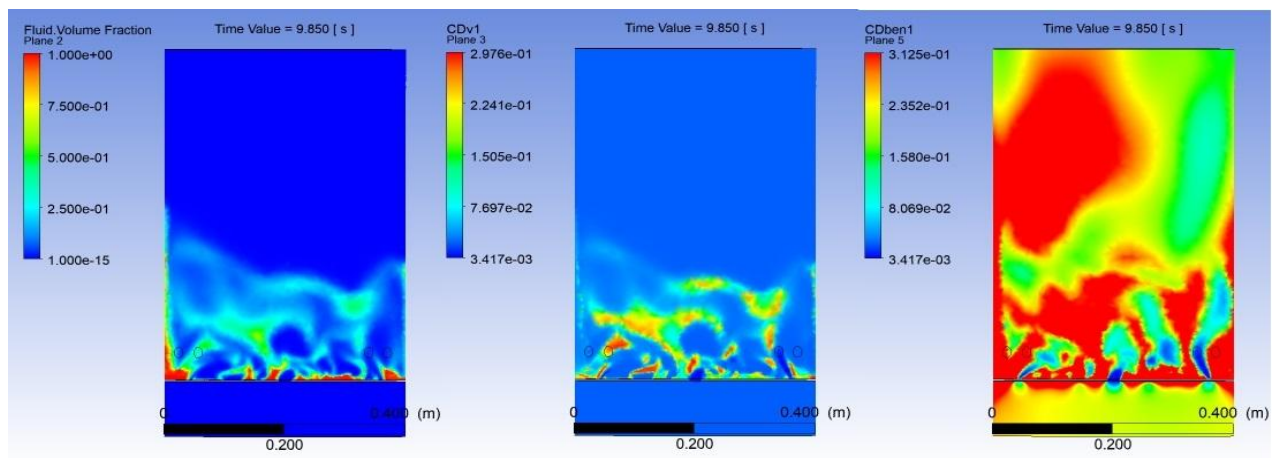 Fluid.Volume Fraction
Plane 2
1.000e+00
7.500e-01
5.000e-01
2.500e-01
1.000e-15
Time Value = 9.850 [ s ]
0 0.400 (m)
0.200
CDv1
Plane 3
2.976e-01
2.241e-01
1.505e-01
7.697e-02
3.417e-03
Time Value = 9.850 [ s ]
0 0.400 (m)
0.200
CDben1
Plane 5
3.125e-01
2.352e-01
1.580e-01
8.069e-02
3.417e-03
Time Value = 9.850 [ s ]
0 0.400 (m)
0.200